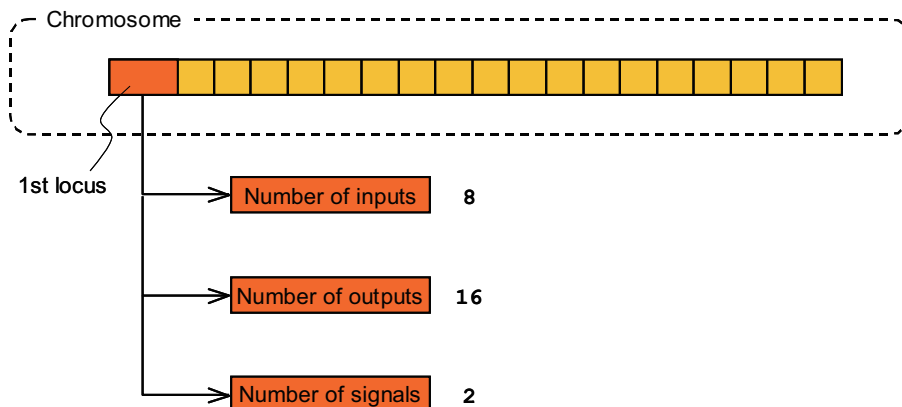 Chromosome
1st locus
Number of inputs 8
Number of outputs 16
Number of signals 2